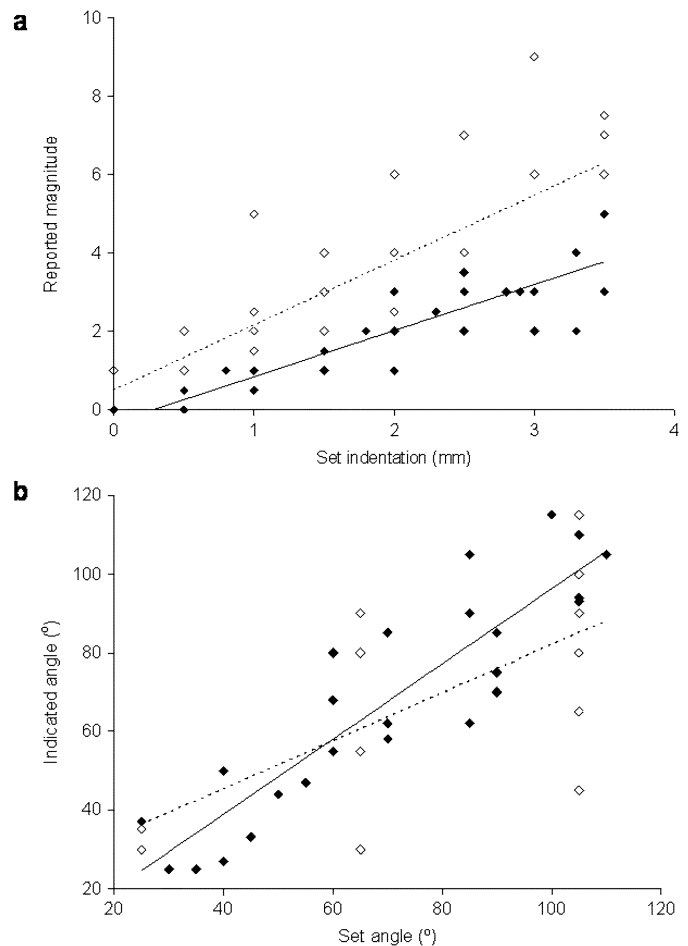 a
10
8
6
4
2
0
Reported magnitude
0 1 2 3 4
Set indentation (mm)
b
120
100
80
60
40
20
Indicated angle (º)
20 40 60 80 100 120
Set angle (º)